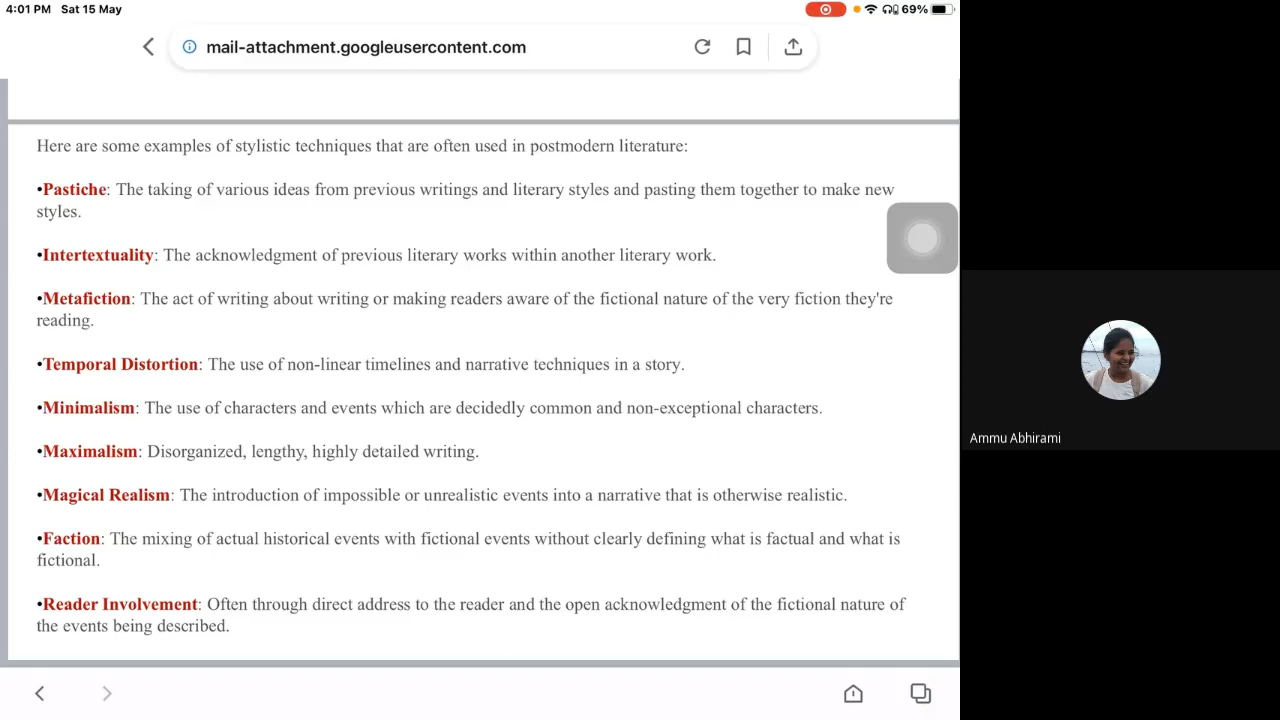 4:01 PM Sat 15 May
69%
mail-attachment.googleusercontent.com
Here are some examples of stylistic techniques that are often used in postmodern literature:
•Pastiche: The taking of various ideas from previous writings and literary styles and pasting them together to make new
styles.
•Intertextuality: The acknowledgment of previous literary works within another literary work.
•Metafiction: The act of writing about writing or making readers aware of the fictional nature of the very fiction they're
reading.
•Temporal Distortion: The use of non-linear timelines and narrative techniques in a story.
•Minimalism: The use of characters and events which are decidedly common and non-exceptional characters.
•Maximalism: Disorganized, lengthy, highly detailed writing.
•Magical Realism: The introduction of impossible or unrealistic events into a narrative that is otherwise realistic.
•Faction: The mixing of actual historical events with fictional events without clearly defining what is factual and what is
fictional.
•Reader Involvement: Often through direct address to the reader and the open acknowledgment of the fictional nature of
the events being described.
Ammu Abhirami